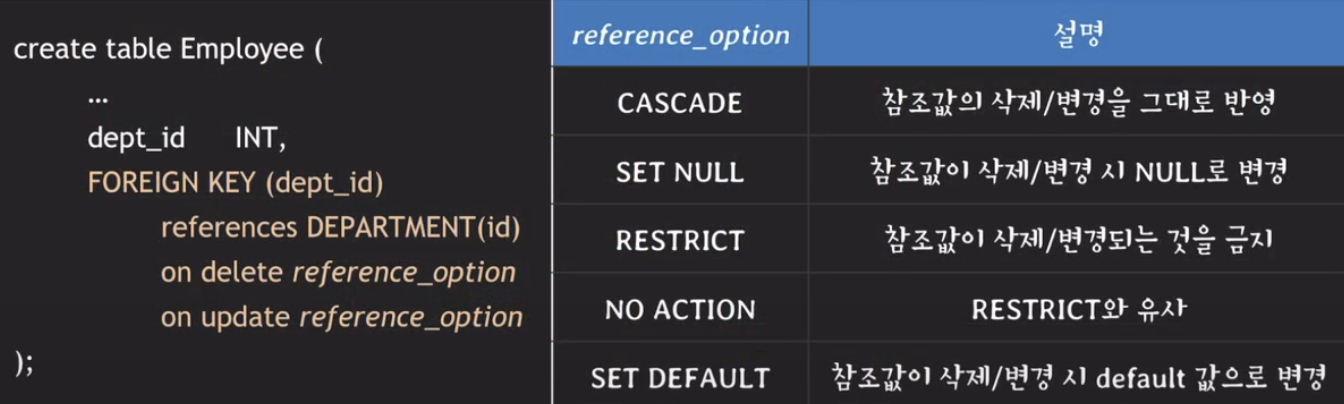 create table Employee (
...
dept_id INT,
FOREIGN KEY (dept_id)
references DEPARTMENT(id)
on delete reference_option
on update reference_option
);
reference_option 설명
CASCADE 참조값의 삭제/변경을 그대로 반영
SET NULL 참조값이 삭제/변경 시 NULL로 변경
RESTRICT 참조값이 삭제/변경되는 것을 금지
NO ACTION RESTRICT와 유사
SET DEFAULT 참조값이 삭제/변경 시 default 값으로 변경